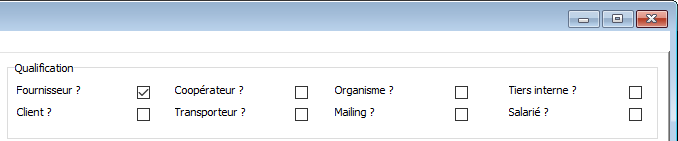 Qualification
Fournisseur ? Coopérateur ? Organisme ? Tiers interne ?
Client ? Transporteur ? Mailing ? Salarié ?